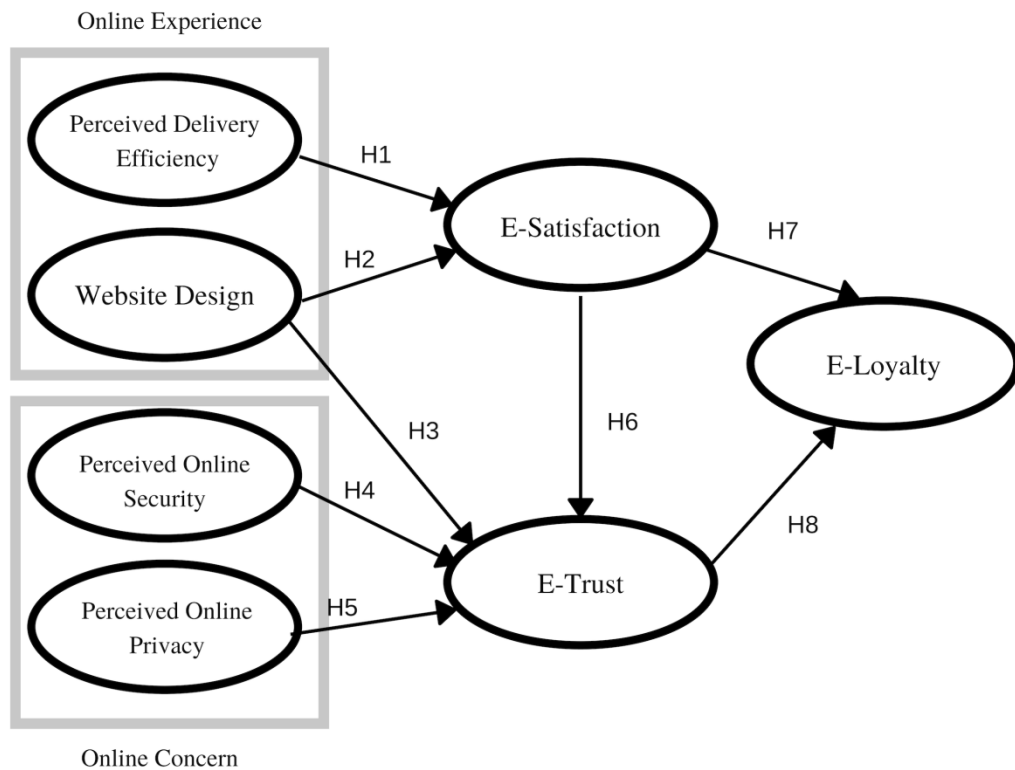 Online Experience
Perceived Delivery
Efficiency
H1
E-Satisfaction
H7
Website Design
H2
E-Loyalty
H3
H6
Perceived Online
Security
H4
H8
E-Trust
Perceived Online
Privacy
H5
Online Concern